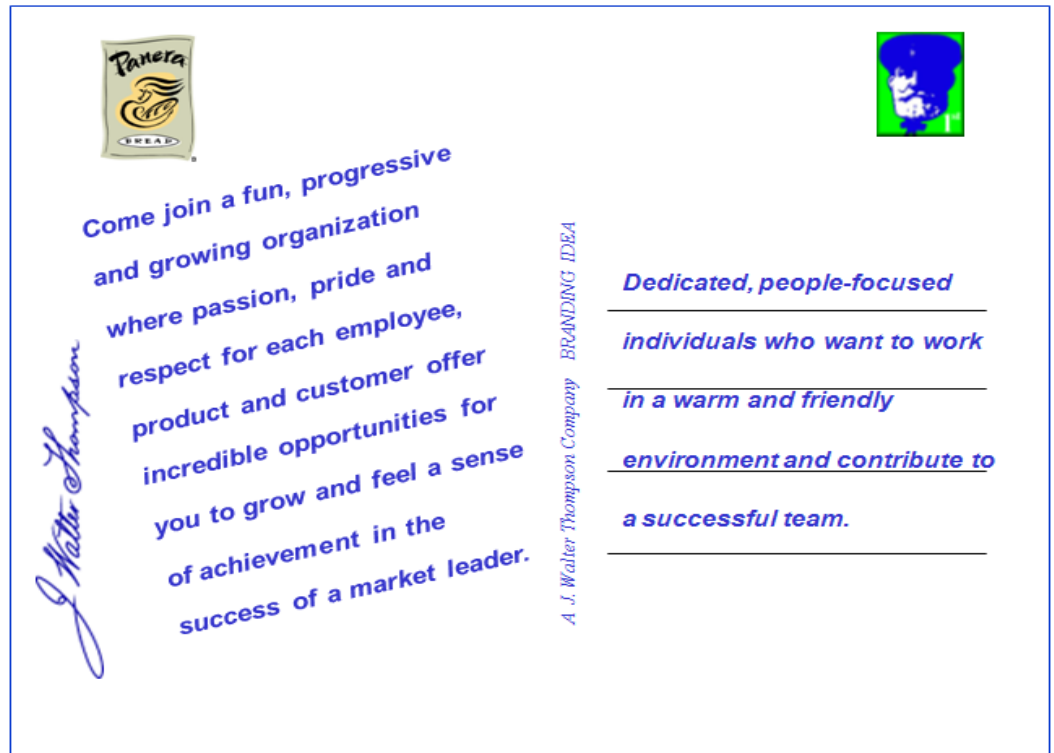 Panera
BREAD
1st
Come join a fun, progressive
and growing organization
where passion, pride and
respect for each employee,
product and customer offer
incredible opportunities for
you to grow and feel a sense
of achievement in the
success of a market leader.
J Walter Thompson
A J. Walter Thompson Company BRANDING IDEA
Dedicated, people-focused
individuals who want to work
in a warm and friendly
environment and contribute to
a successful team.